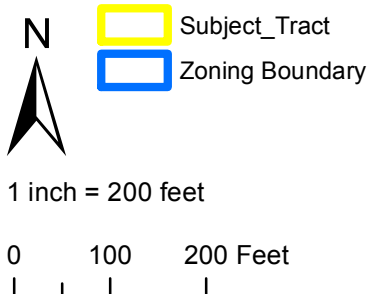 N
Subject_Tract
Zoning Boundary
1 inch = 200 feet
0 100 200 Feet